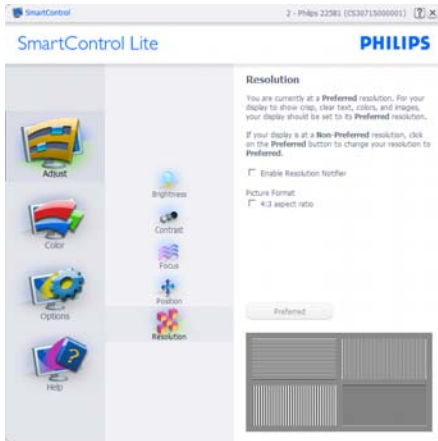 SmartControl
2 - Philips 225B1 (CS30715000001)
SmartControl Lite
PHILIPS
Adjust
Color
Options
Help
Brightness
Contrast
Focus
Position
Resolution
Resolution
You are currently at a Preferred resolution. For your
display to show crisp, clear text, colors, and images,
your display should be set to its Preferred resolution.
If your display is at a Non-Preferred resolution, click
on the Preferred button to change your resolution to
Preferred.
Enable Resolution Notifier
Picture Format
4:3 aspect ratio
Preferred